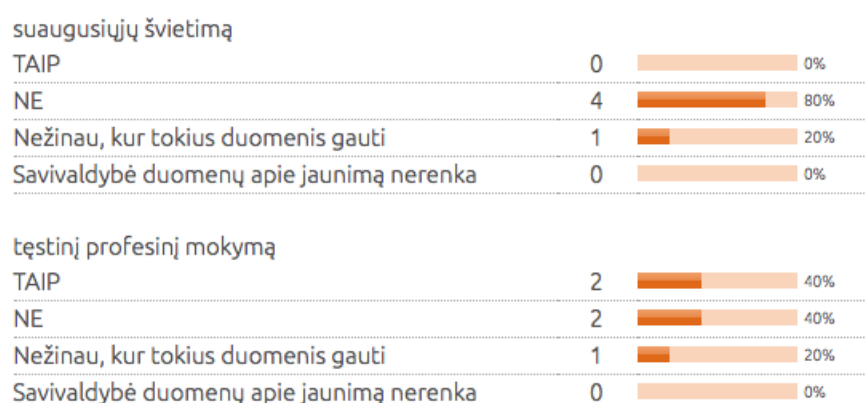 suaugusiųjų švietimą
TAIP 0 0%
NE 4 80%
Nežinau, kur tokius duomenis gauti 1 20%
Savivaldybė duomenų apie jaunimą nerenka 0 0%
tęstinį profesinį mokymą
TAIP 2 40%
NE 2 40%
Nežinau, kur tokius duomenis gauti 1 20%
Savivaldybė duomenų apie jaunimą nerenka 0 0%